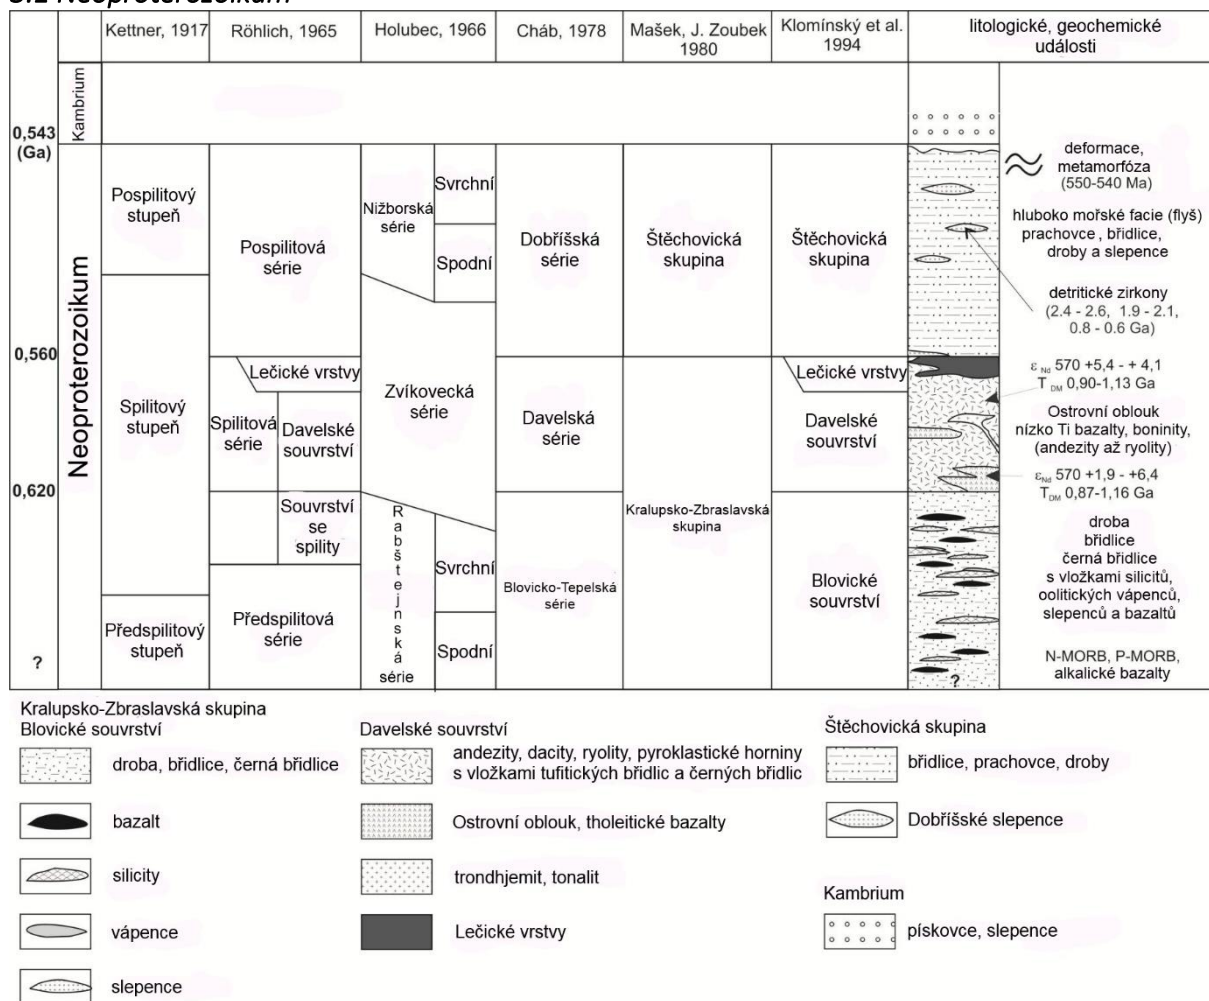 3.1 Neoproterozoikum
Kettner, 1917
Röhlich, 1965
Holubec, 1966
Cháb, 1978
Mašek, J. Zoubek
1980
Klomínský et al.
1994
litologické, geochemické
události
Kambrium
0,543
(Ga)
Neoproterozoikum
0,560
0,620
?
Pospilitový
stupeň
Spilitový
stupeň
Předspilitový
stupeň
Pospilitová
série
Lečické vrstvy
Spilitová
série
Davelské
souvrství
Souvrství
se
spility
Předspilitová
série
Nižborská
série
Svrchní
Spodní
Zvíkovecká
série
Rabštejnská
série
Svrchní
Spodní
Dobříšská
série
Davelská
série
Blovicko-Tepelská
série
Štěchovická
skupina
Kralupsko-Zbraslavská
skupina
Štěchovická
skupina
Lečické vrstvy
Davelské
souvrství
Blovické
souvrství
?
deformace,
metamorfóza
(550-540 Ma)
hluboko mořské facie (flyš)
prachovce, břidlice,
droby a slepence
detritické zirkony
(2.4 - 2.6, 1.9 - 2.1,
0.8 - 0.6 Ga)
ε Nd 570 +5,4 - + 4,1
T DM 0,90-1,13 Ga
Ostrovní oblouk
nízko Ti bazalty, boninity,
(andezity až ryolity)
ε Nd 570 +1,9 - +6,4
T DM 0,87-1,16 Ga
droba
břidlice
černá břidlice
s vložkami silicitů,
oolitických vápenců,
slepenců a bazaltů
N-MORB, P-MORB,
alkalické bazalty
Kralupsko-Zbraslavská skupina
Blovické souvrství
droba, břidlice, černá břidlice
bazalt
silicity
vápence
slepence
Davelské souvrství
andezity, dacity, ryolity, pyroklastické horniny
s vložkami tufitických břidlic a černých břidlic
Ostrovní oblouk, tholeitické bazalty
trondhjemit, tonalit
Lečické vrstvy
Štěchovická skupina
břidlice, prachovce, droby
Dobříšské slepence
Kambrium
pískovce, slepence